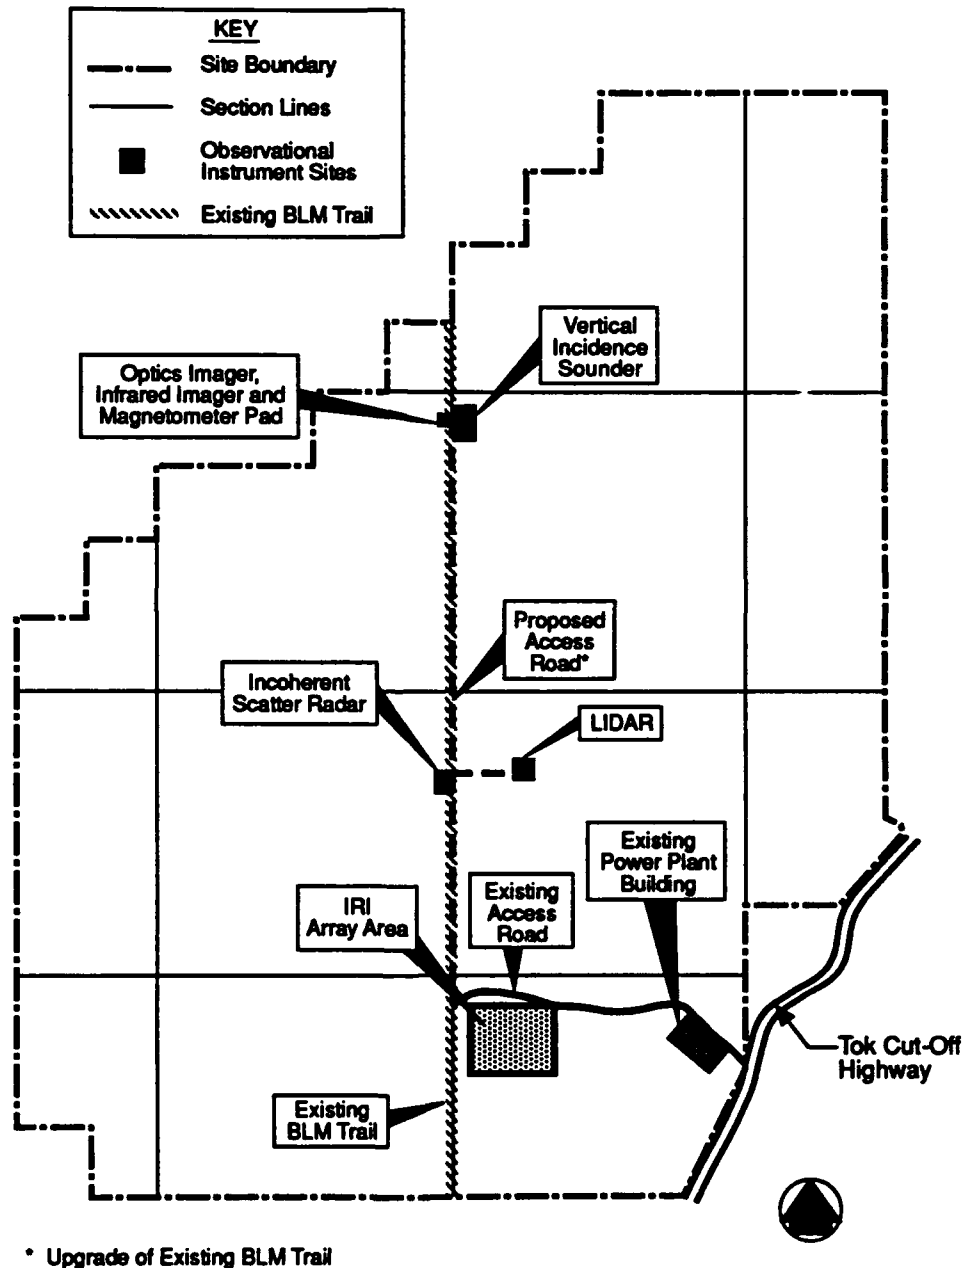 KEY
Site Boundary
Section Lines
Observational
Instrument Sites
Existing BLM Trail
Vertical
Incidence
Sounder
Optics Imager,
Infrared Imager and
Magnetometer Pad
Proposed
Access
Road*
Incoherent
Scatter Radar
LIDAR
Existing
Power Plant
Building
IRI
Array Area
Existing
Access
Road
Tok Cut-Off
Highway
Existing
BLM Trail
* Upgrade of Existing BLM Trail